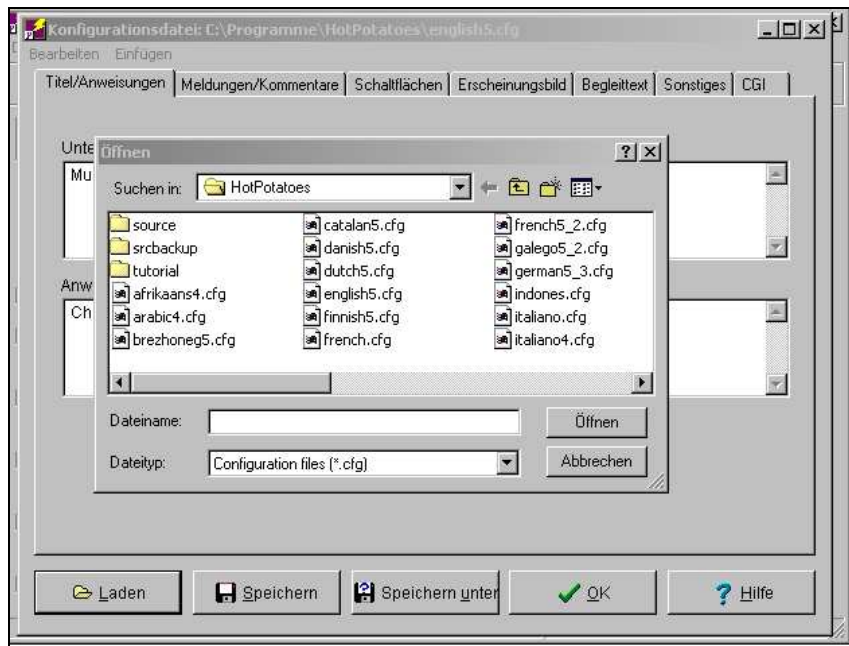 Konfigurationsdatei: C:\Programme\HotPotatoes\english5.cfg
Bearbeiten Einfügen
Titel/Anweisungen Meldungen/Kommentare Schaltflächen Erscheinungsbild Begleittext Sonstiges CGI
Unte
Mu
Öffnen
Suchen in: HotPotatoes
source catalan5.cfg french5_2.cfg
srcbackup danish5.cfg galego5_2.cfg
tutorial dutch5.cfg german5_3.cfg
afrikaans4.cfg english5.cfg indones.cfg
arabic4.cfg finnish5.cfg italiano.cfg
brezhoneg5.cfg french.cfg italiano4.cfg
Anw
Ch
Dateiname: Öffnen
Dateityp: Configuration files (*.cfg) Abbrechen
Laden Speichern Speichern unter OK Hilfe